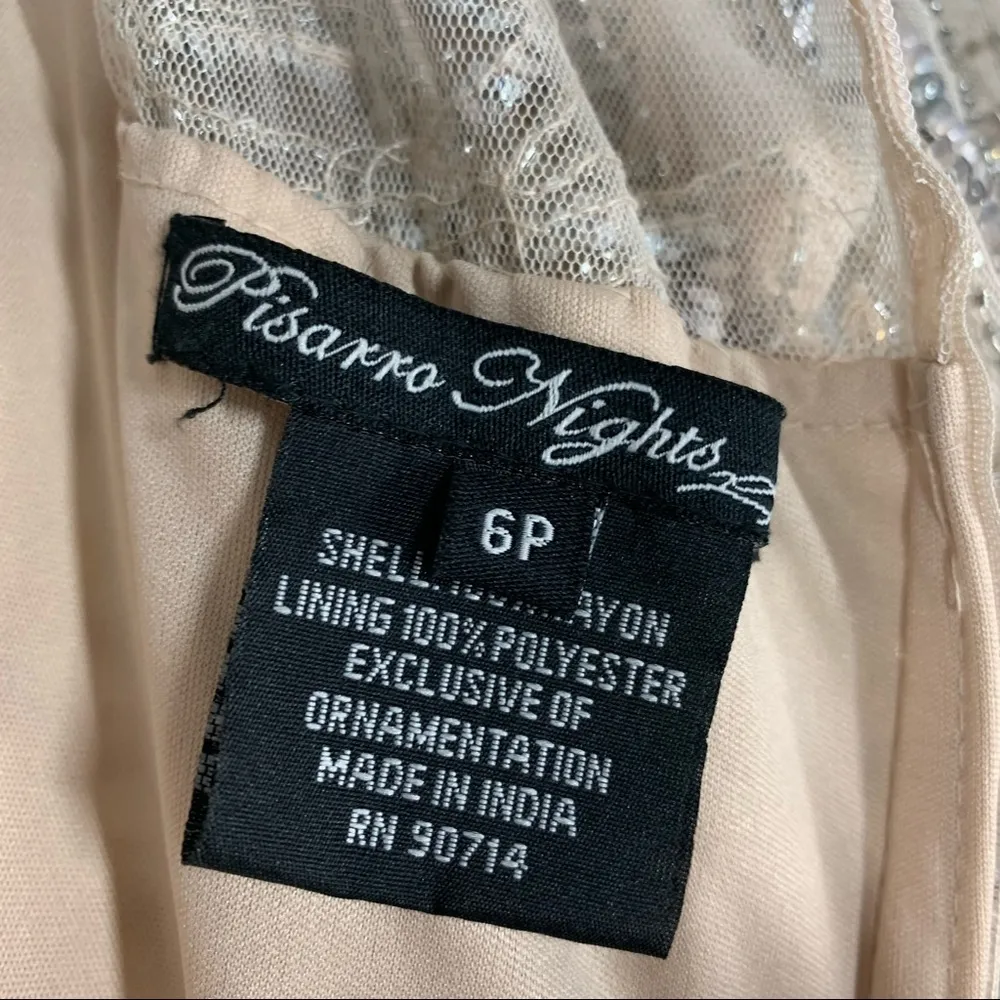 Pisarro Nights
6P
SHELL
LINING 100% POLYESTER
EXCLUSIVE OF
ORNAMENTATION
MADE IN INDIA
RN 90714